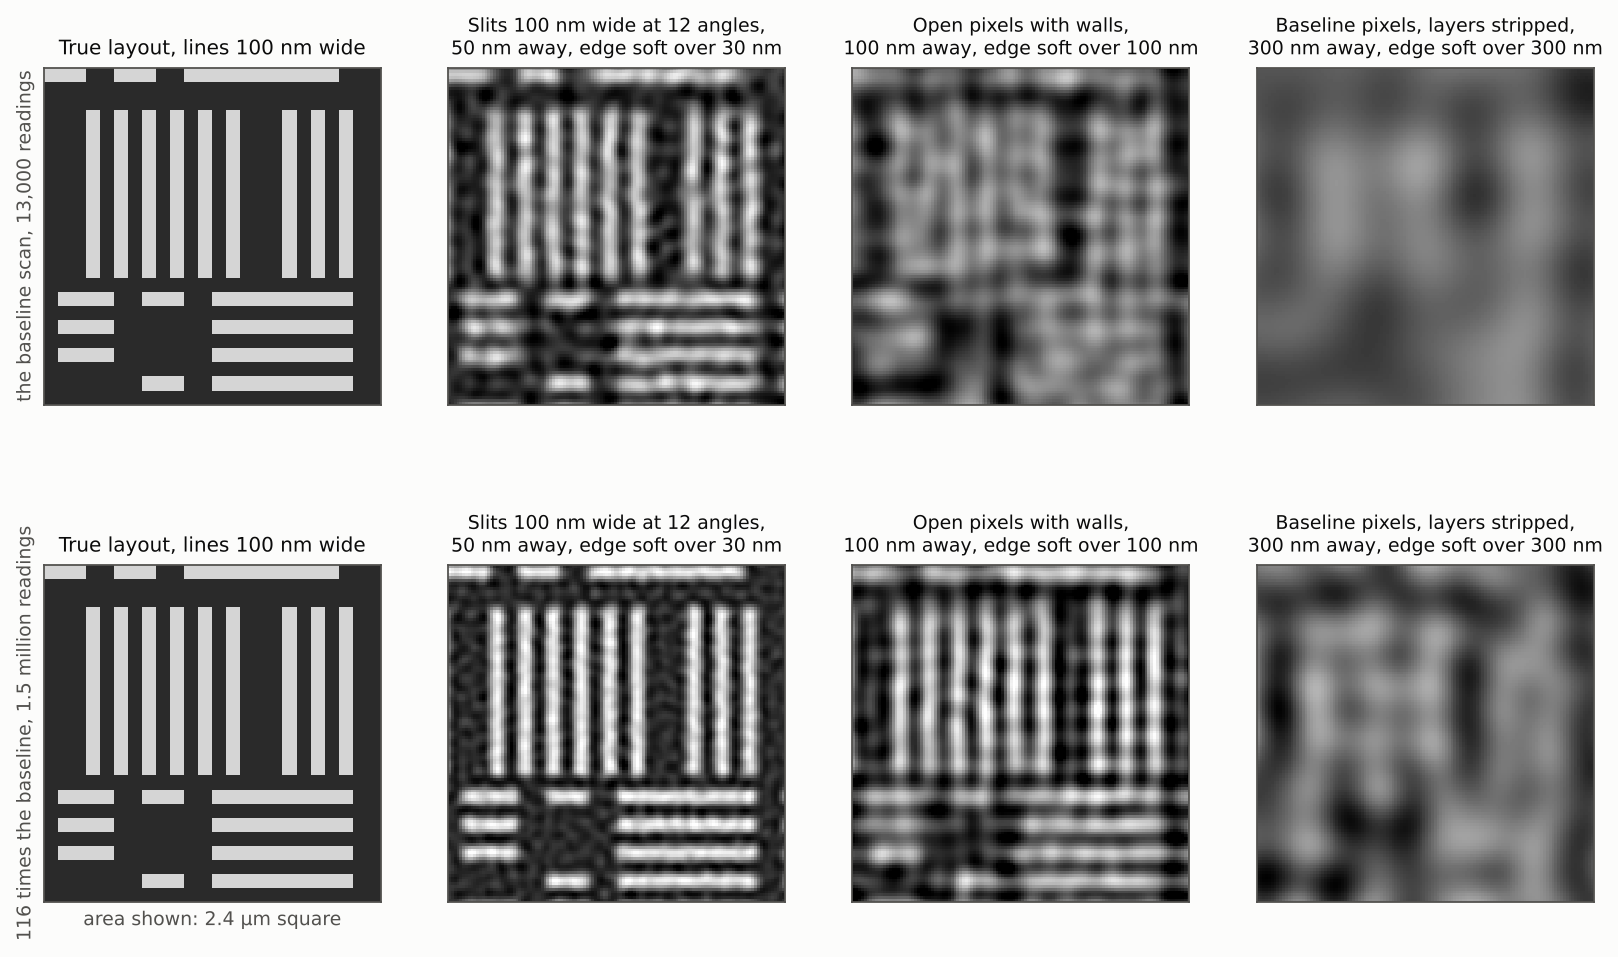 True layout, lines 100 nm wide
Slits 100 nm wide at 12 angles,
50 nm away, edge soft over 30 nm
Open pixels with walls,
100 nm away, edge soft over 100 nm
Baseline pixels, layers stripped,
300 nm away, edge soft over 300 nm
the baseline scan, 13,000 readings
True layout, lines 100 nm wide
Slits 100 nm wide at 12 angles,
50 nm away, edge soft over 30 nm
Open pixels with walls,
100 nm away, edge soft over 100 nm
Baseline pixels, layers stripped,
300 nm away, edge soft over 300 nm
116 times the baseline, 1.5 million readings
area shown: 2.4 µm square